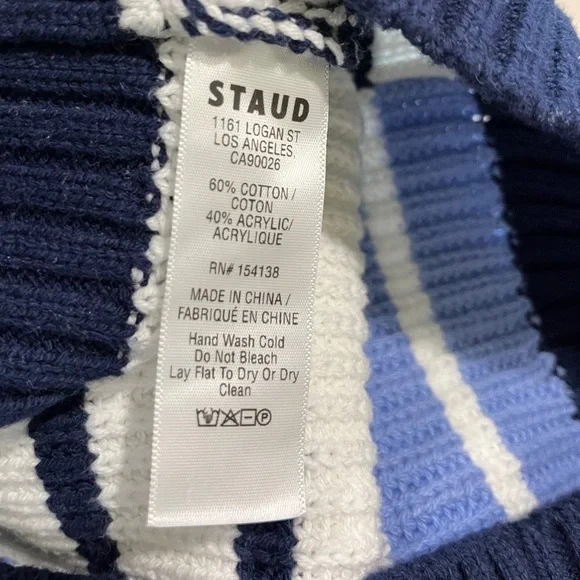 STAUD
1161 LOGAN ST
LOS ANGELES,
CA90026
60% COTTON /
COTON
40% ACRYLIC/
ACRYLIQUE
RN# 154138
MADE IN CHINA /
FABRIQUÉ EN CHINE
Hand Wash Cold
Do Not Bleach
Lay Flat To Dry Or Dry
Clean
P